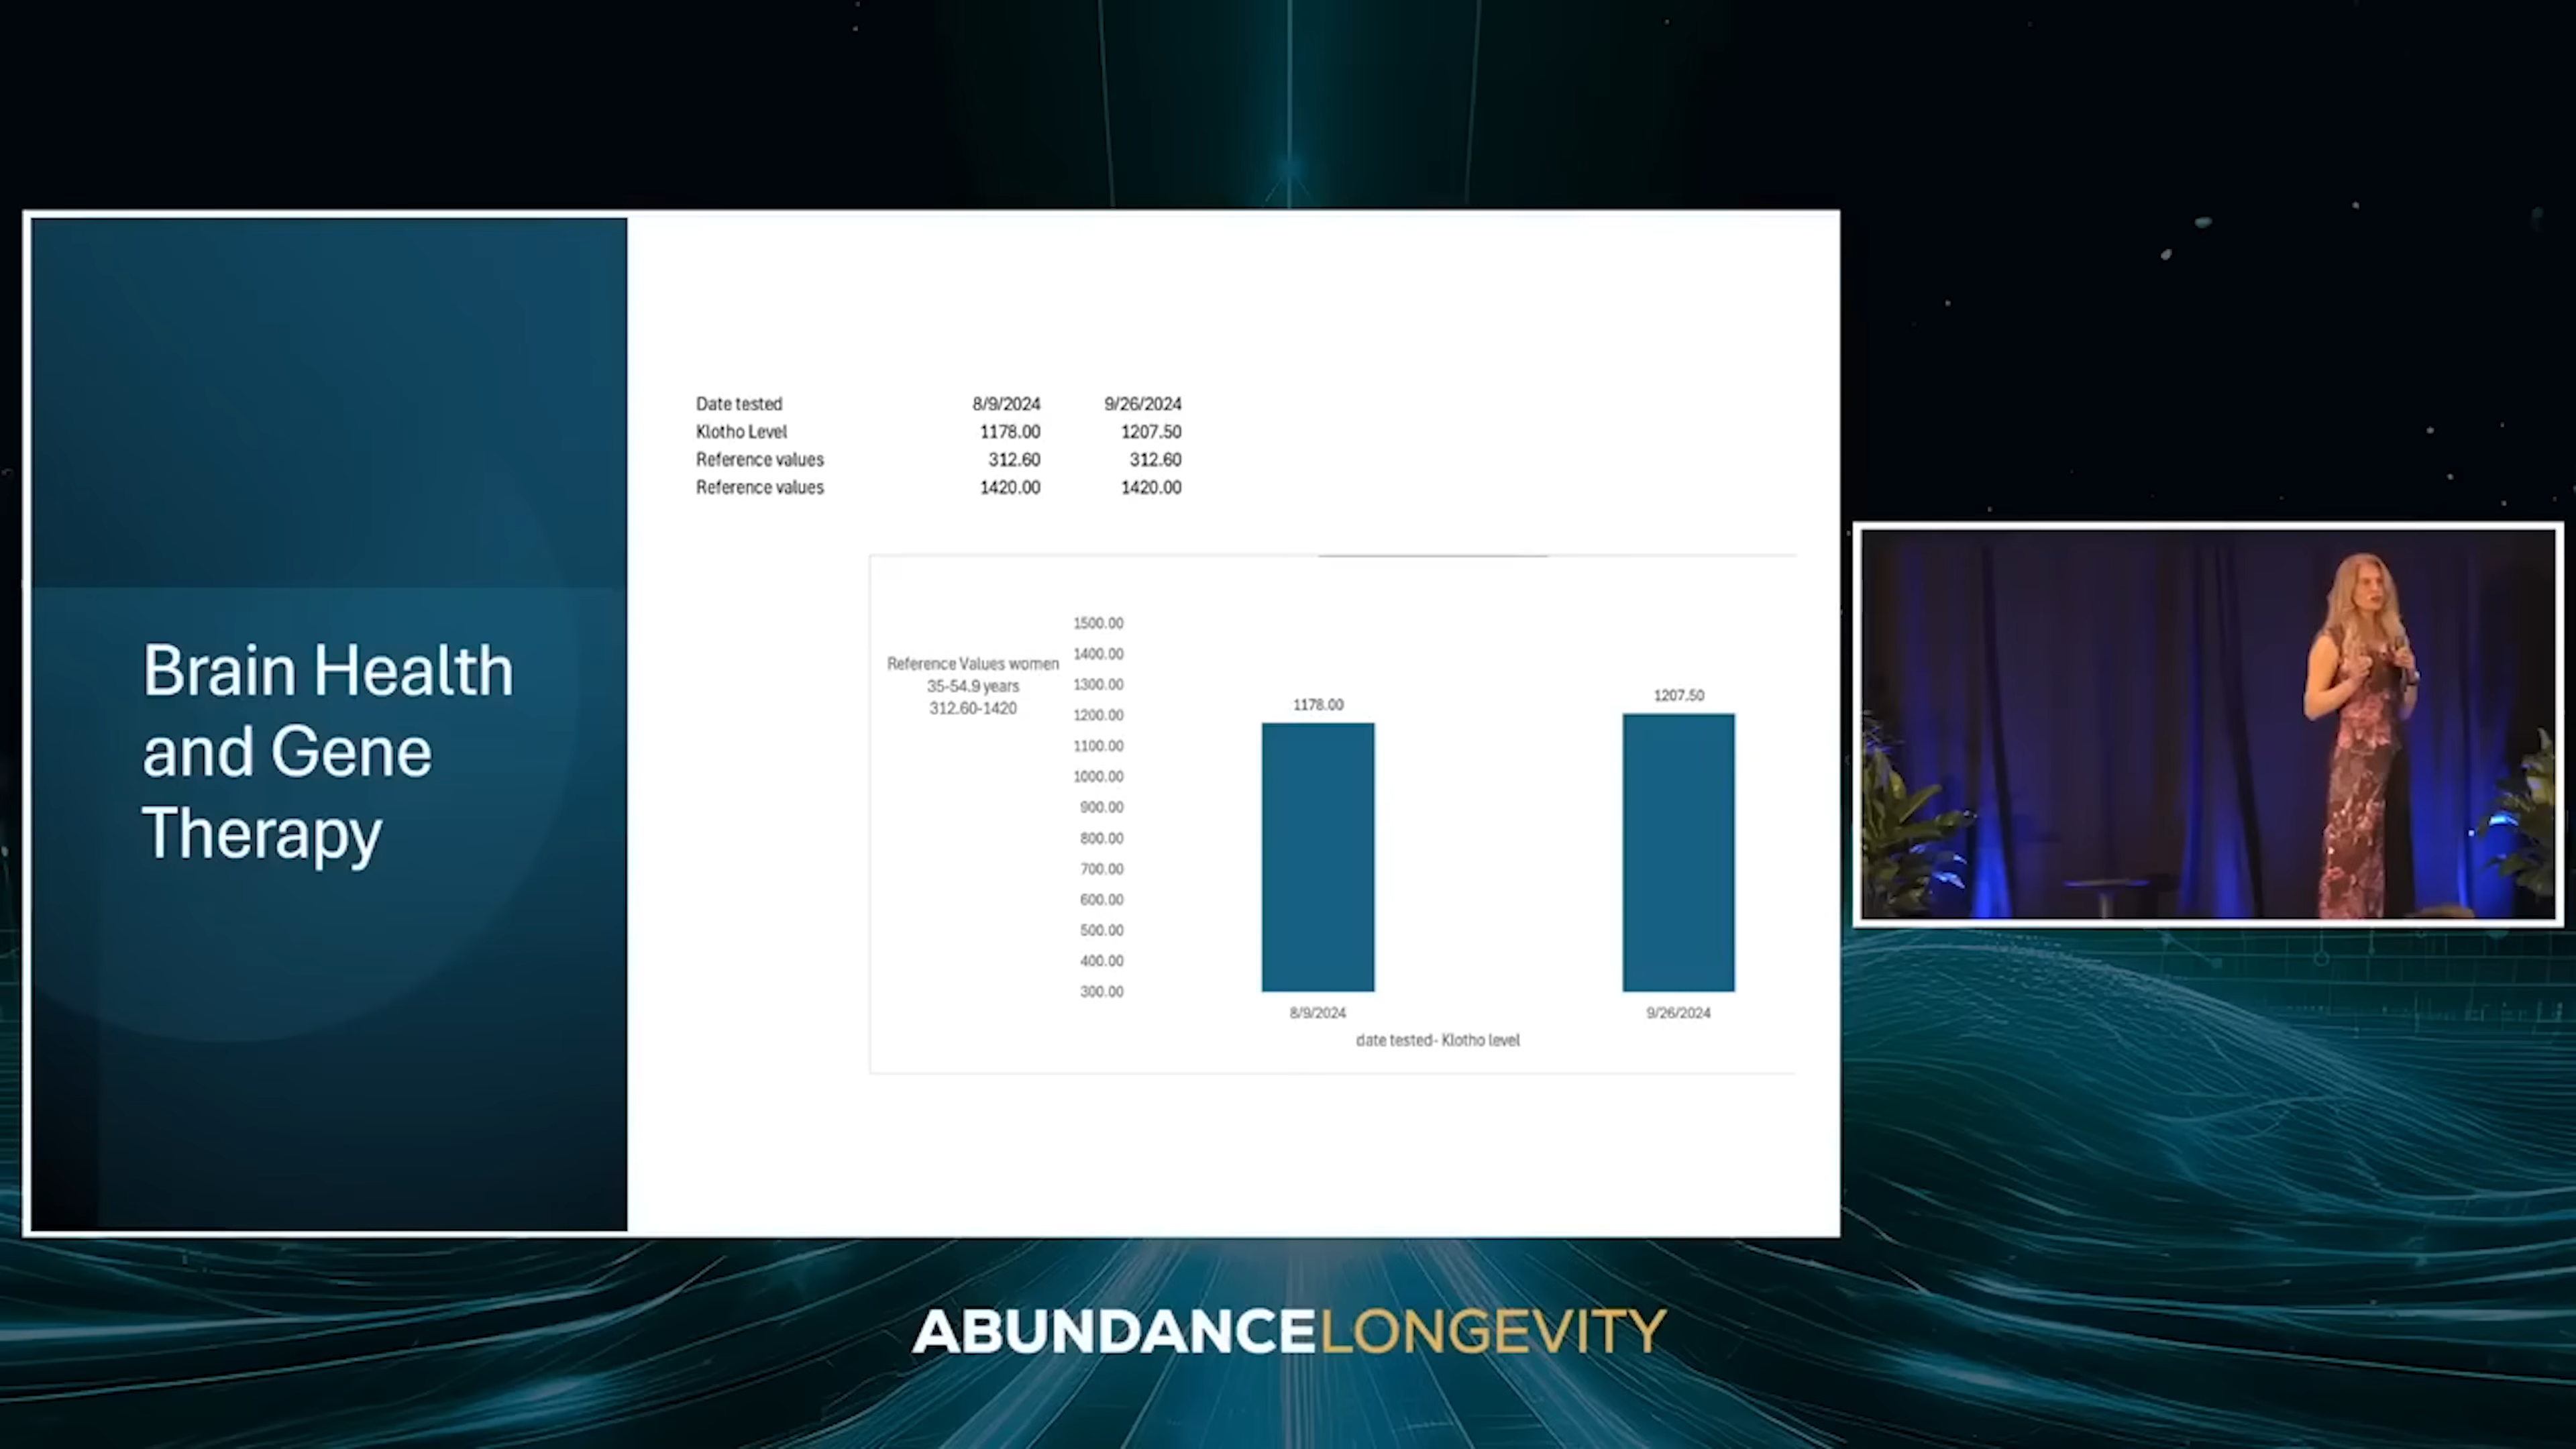 Brain Health
and Gene
Therapy
Date tested 8/9/2024 9/26/2024
Klotho Level 1178.00 1207.50
Reference values 312.60 312.60
Reference values 1420.00 1420.00
Reference Values women
35-54.9 years
312.60-1420
1500.00
1400.00
1300.00
1200.00
1100.00
1000.00
900.00
800.00
700.00
600.00
500.00
400.00
300.00
1178.00
1207.50
8/9/2024 9/26/2024
date tested- Klotho level
ABUNDANCELONGEVITY